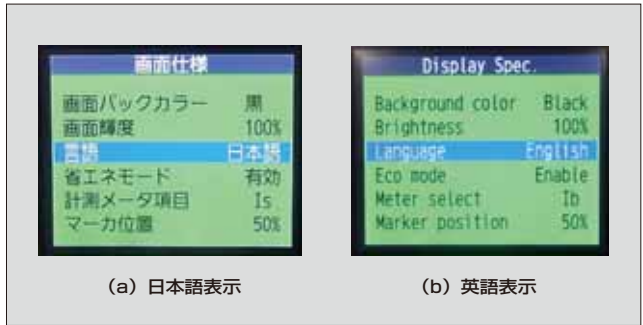 画面仕様
画面バックカラー 黒
画面輝度 100%
言語 日本語
省エネモード 有効
計測メータ項目 Is
マーカ位置 50%
(a) 日本語表示
Display Spec.
Background color Black
Brightness 100%
Language English
Eco mode Enable
Meter select Ib
Marker position 50%
(b) 英語表示